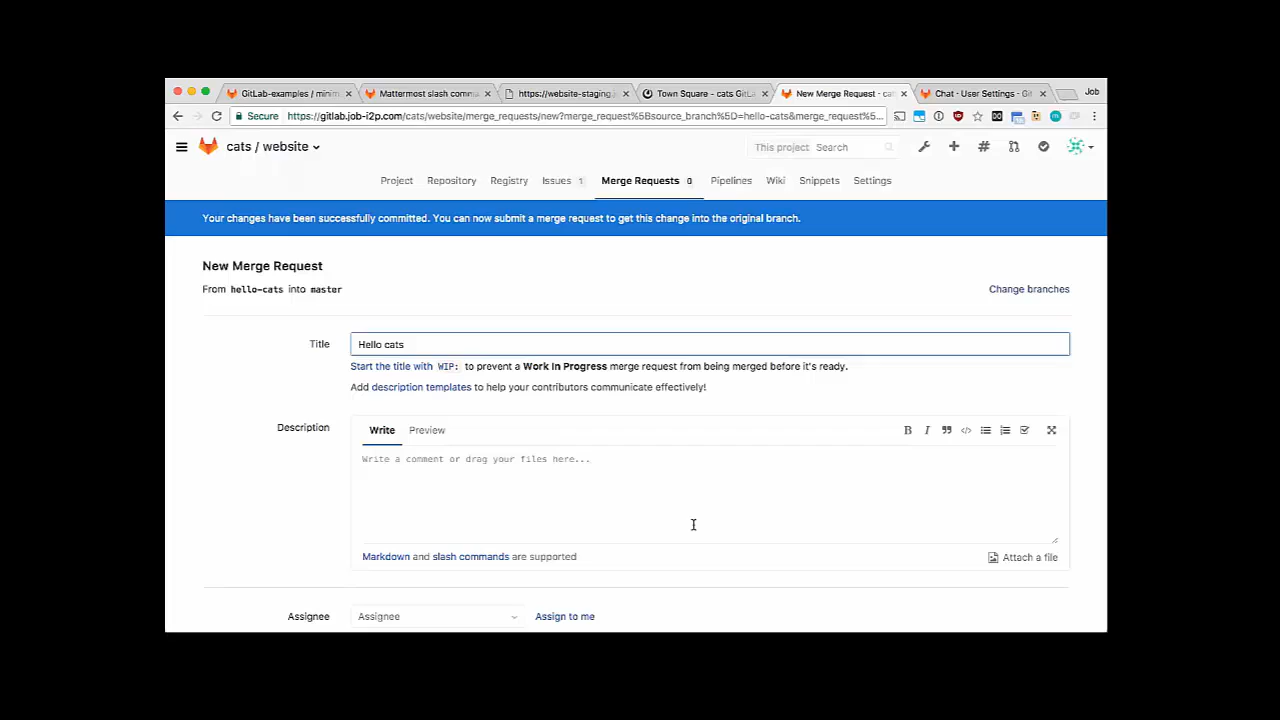 GitLab-examples / minim
Mattermost slash commu
https://website-staging.
Town Square - cats GitLa
New Merge Request · cat
Chat · User Settings · Git
Job
Secure https://gitlab.job-i2p.com/cats/website/merge_requests/new?merge_request%5Bsource_branch%5D=hello-cats&merge_request%5...
cats / website
This project Search
Project Repository Registry Issues 1 Merge Requests 0 Pipelines Wiki Snippets Settings
Your changes have been successfully committed. You can now submit a merge request to get this change into the original branch.
New Merge Request
From hello-cats into master
Change branches
Title
Hello cats
Start the title with WIP: to prevent a Work In Progress merge request from being merged before it's ready.
Add description templates to help your contributors communicate effectively!
Description
Write Preview
Write a comment or drag your files here...
Markdown and slash commands are supported
Attach a file
Assignee
Assignee
Assign to me